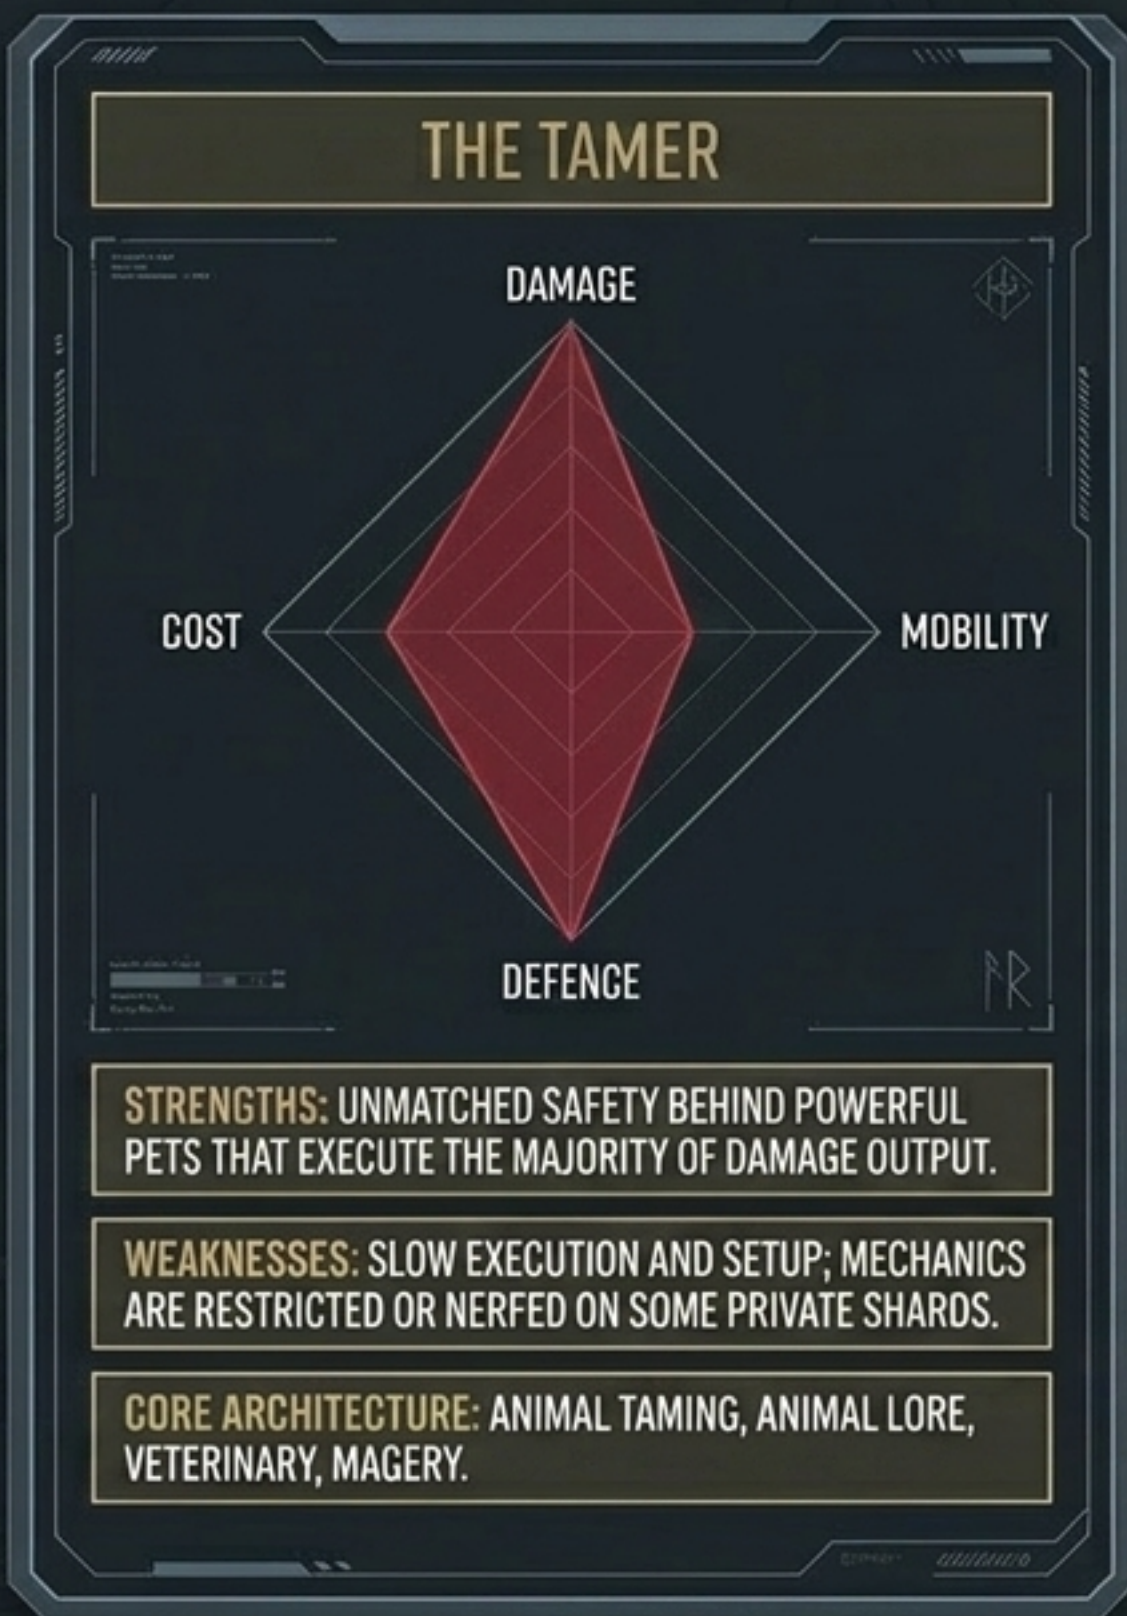 THE TAMER
DAMAGE
COST
MOBILITY
DEFENCE
STRENGTHS: UNMATCHED SAFETY BEHIND POWERFUL
PETS THAT EXECUTE THE MAJORITY OF DAMAGE OUTPUT.
WEAKNESSES: SLOW EXECUTION AND SETUP; MECHANICS
ARE RESTRICTED OR NERFED ON SOME PRIVATE SHARDS.
CORE ARCHITECTURE: ANIMAL TAMING, ANIMAL LORE,
VETERINARY, MAGERY.